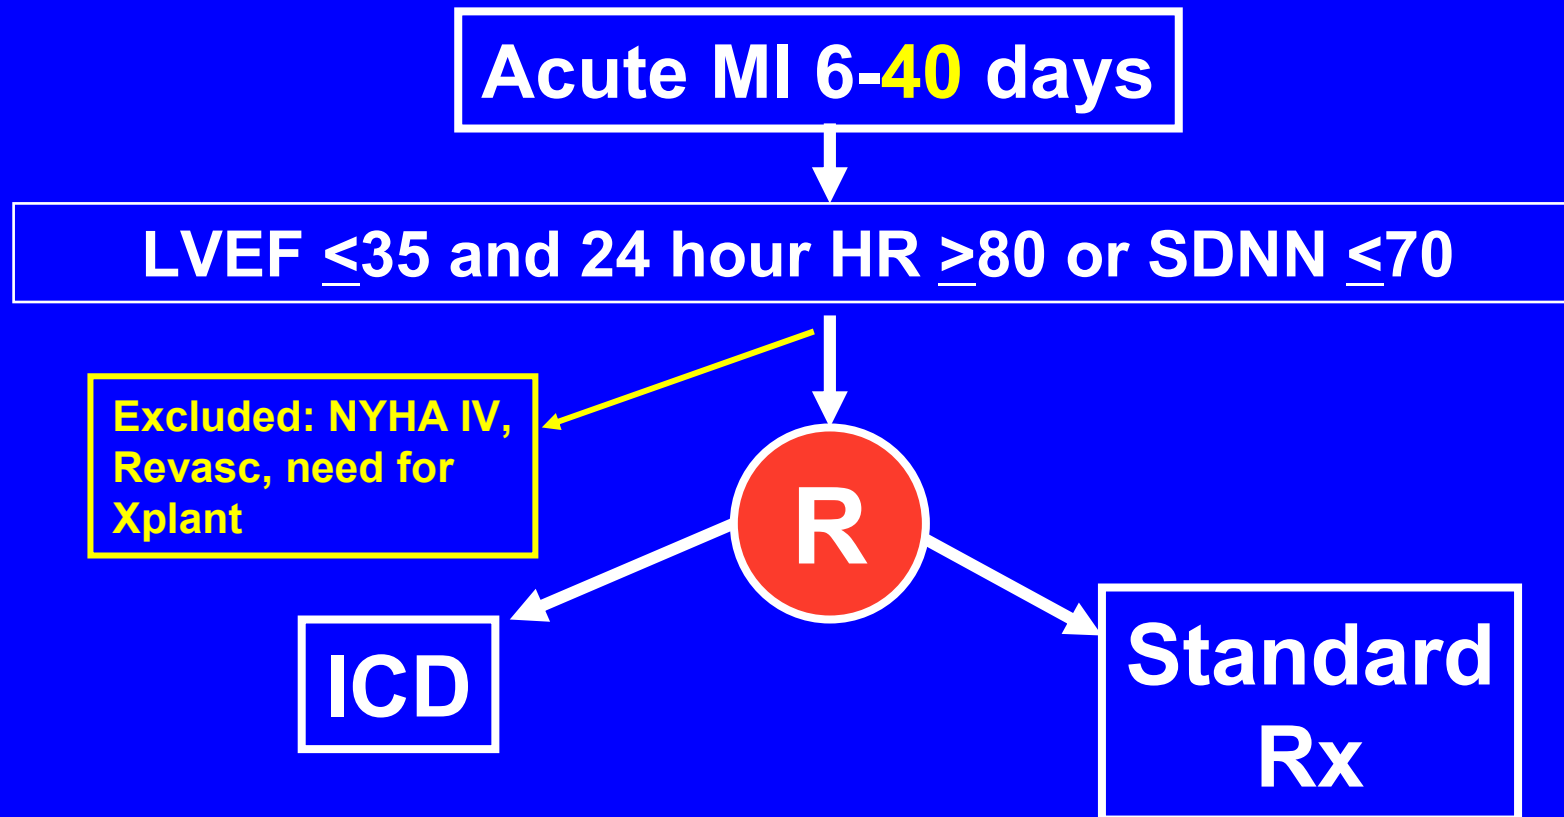 Acute MI 6-40 days
LVEF <35 and 24 hour HR >80 or SDNN <70
Excluded: NYHA IV,
Revasc, need for
Xplant
R
ICD
Standard
Rx